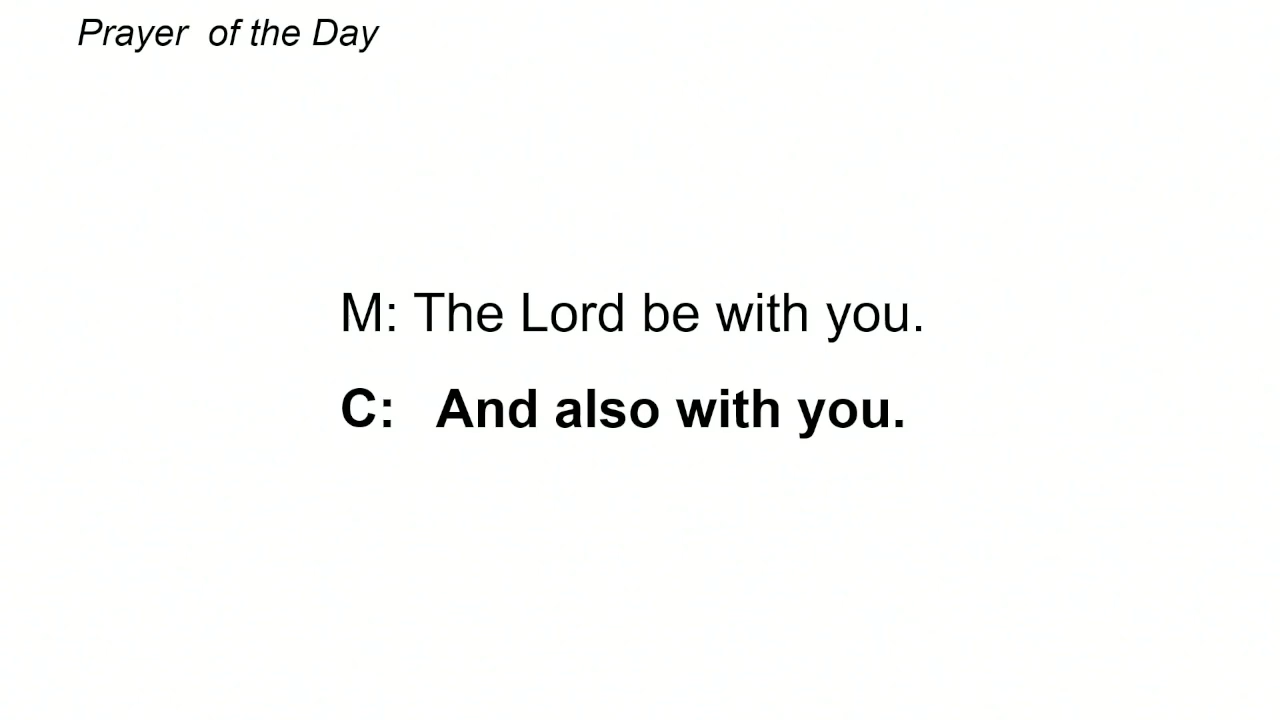 Prayer  of the Day
M: The Lord be with you.
C:   And also with you.